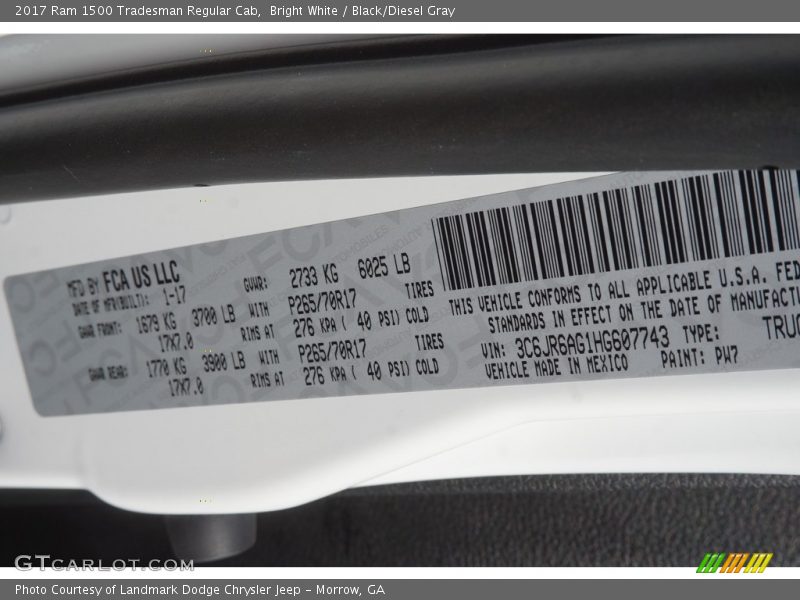 2017 Ram 1500 Tradesman Regular Cab, Bright White / Black/Diesel Gray
MFD BY FCA US LLC
DATE OF MFR(BUILT): 1-17
GVWR: 2733 KG 6025 LB
GAWR FRONT: 1679 KG 3700 LB WITH P265/70R17 TIRES
17X7.0 RIMS AT 276 KPA ( 40 PSI) COLD
GAWR REAR: 1770 KG 3900 LB WITH P265/70R17 TIRES
17X7.0 RIMS AT 276 KPA ( 40 PSI) COLD
THIS VEHICLE CONFORMS TO ALL APPLICABLE U.S.A. FED
STANDARDS IN EFFECT ON THE DATE OF MANUFACTU
VIN: 3C6JR6AG1HG607743 TYPE: TRUC
VEHICLE MADE IN MEXICO PAINT: PW7
GTCARLOT.COM
Photo Courtesy of Landmark Dodge Chrysler Jeep – Morrow, GA